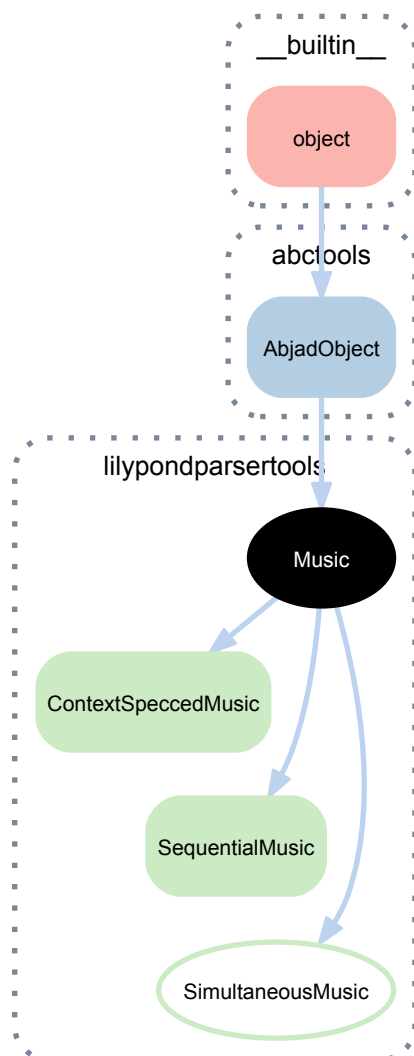 __builtin__
object
abctools
AbjadObject
lilypondparsertools
Music
ContextSpeccedMusic
SequentialMusic
SimultaneousMusic